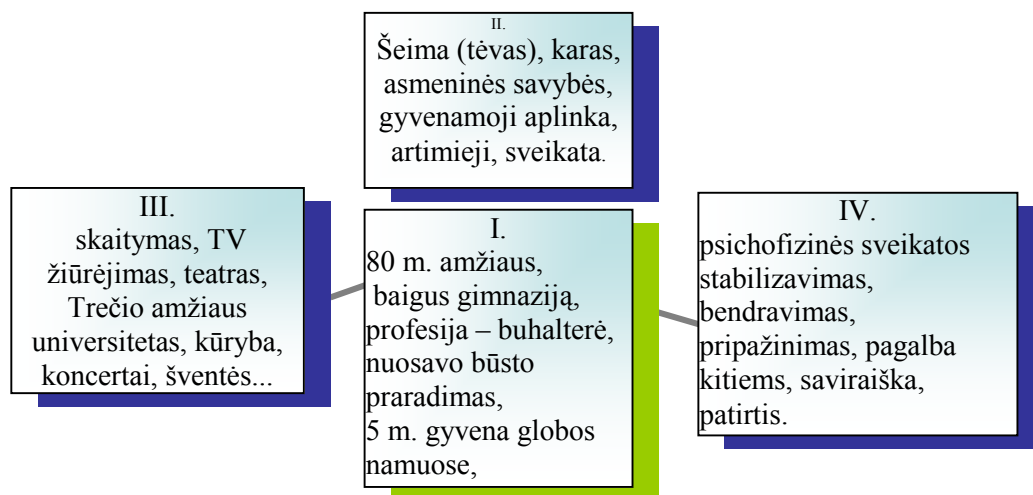 II.
Šeima (tėvas), karas,
asmeninės savybės,
gyvenamoji aplinka,
artimieji, sveikata.
III.
skaitymas, TV
žiūrėjimas, teatras,
Trečio amžiaus
universitetas, kūryba,
koncertai, šventės...
I.
80 m. amžiaus,
baigus gimnaziją,
profesija – buhalterė,
nuosavo būsto
praradimas,
5 m. gyvena globos
namuose,
IV.
psichofizinės sveikatos
stabilizavimas,
bendravimas,
pripažinimas, pagalba
kitiems, saviraiška,
patirtis.